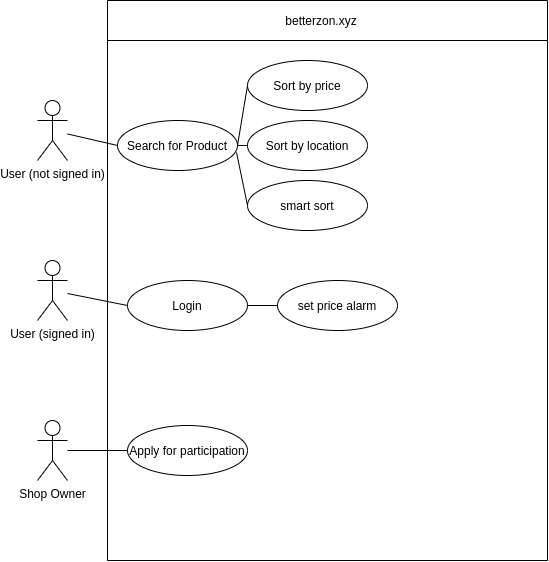 betterzon.xyz
Sort by price
Search for Product
Sort by location
User (not signed in)
smart sort
Login
set price alarm
User (signed in)
Apply for participation
Shop Owner